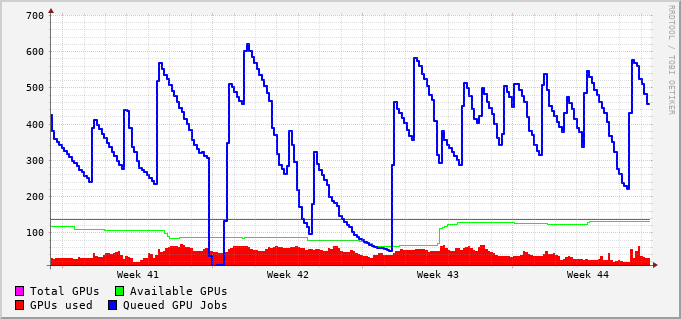 700
600
500
400
300
200
100
Week 41 Week 42 Week 43 Week 44
Total GPUs Available GPUs
GPUs used Queued GPU Jobs
RRDTOOL / TOBI OETIKER